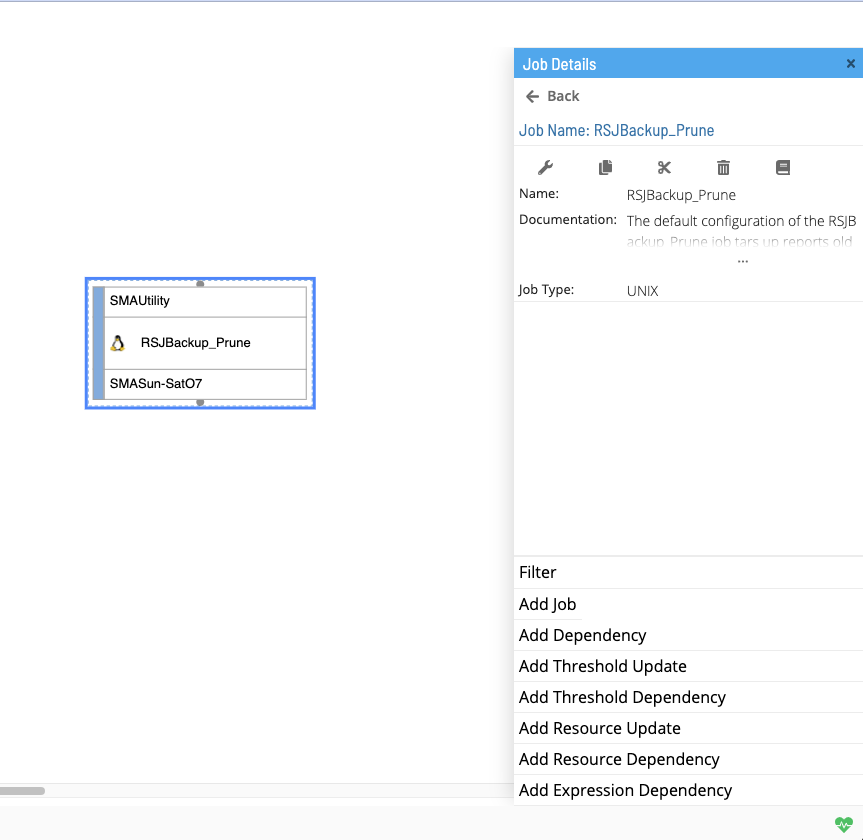 Job Details
Back
Job Name: RSJBackup_Prune
Name: RSJBackup_Prune
Documentation: The default configuration of the RSJB
ackup_Prune job tars up reports old
...
Job Type: UNIX
SMAUtility
RSJBackup_Prune
SMASun-SatO7
Filter
Add Job
Add Dependency
Add Threshold Update
Add Threshold Dependency
Add Resource Update
Add Resource Dependency
Add Expression Dependency